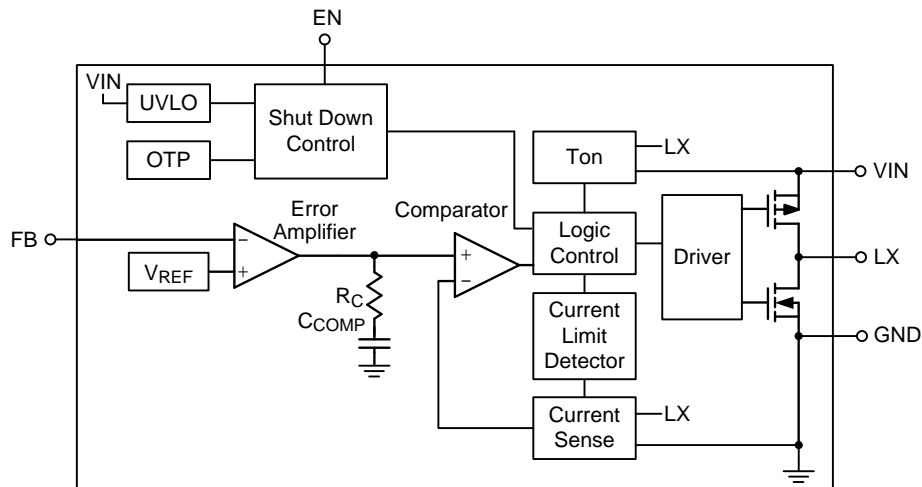 EN
VIN
UVLO
OTP
Shut Down
Control
Ton
LX
VIN
Error
Amplifier
Comparator
FB
−
+
VREF
+
−
Logic
Control
Driver
LX
RC
CCOMP
Current
Limit
Detector
GND
Current
Sense
LX